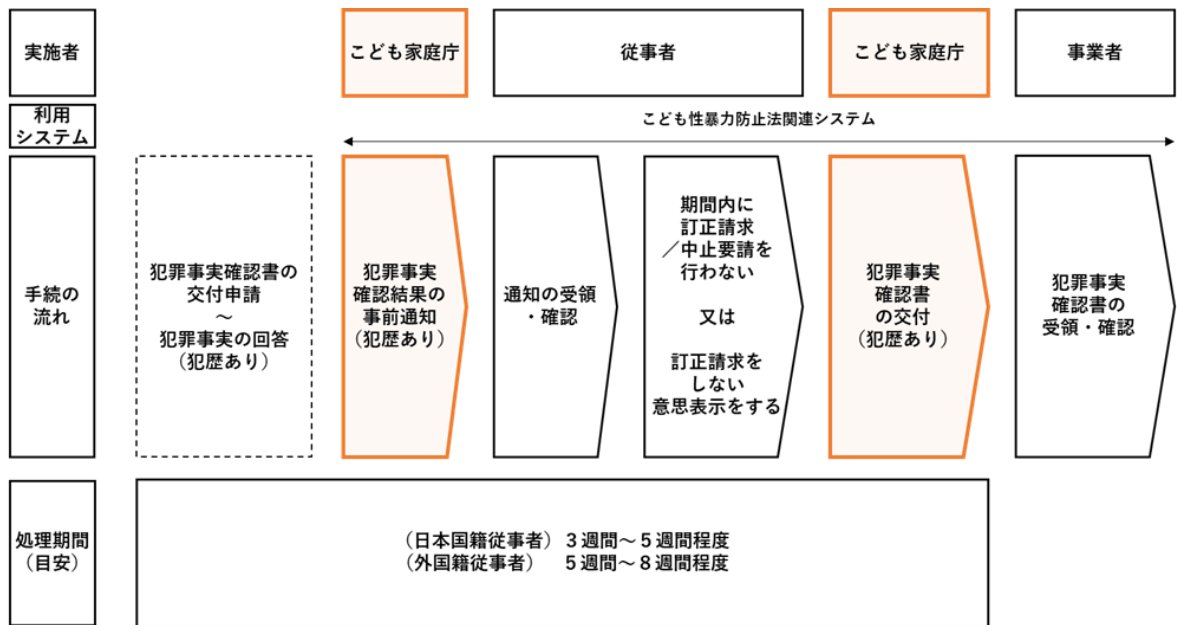 実施者
こども家庭庁
従事者
こども家庭庁
事業者
利用
システム
こども性暴力防止法関連システム
手続の
流れ
犯罪事実確認書の
交付申請
～
犯罪事実の回答
（犯歴あり）
犯罪事実
確認結果の
事前通知
（犯歴あり）
通知の受領
・確認
期間内に
訂正請求
／中止要請を
行わない
又は
訂正請求を
しない
意思表示をする
犯罪事実
確認書
の交付
（犯歴あり）
犯罪事実
確認書の
受領・確認
処理期間
（目安）
（日本国籍従事者）３週間～５週間程度
（外国籍従事者）　５週間～８週間程度